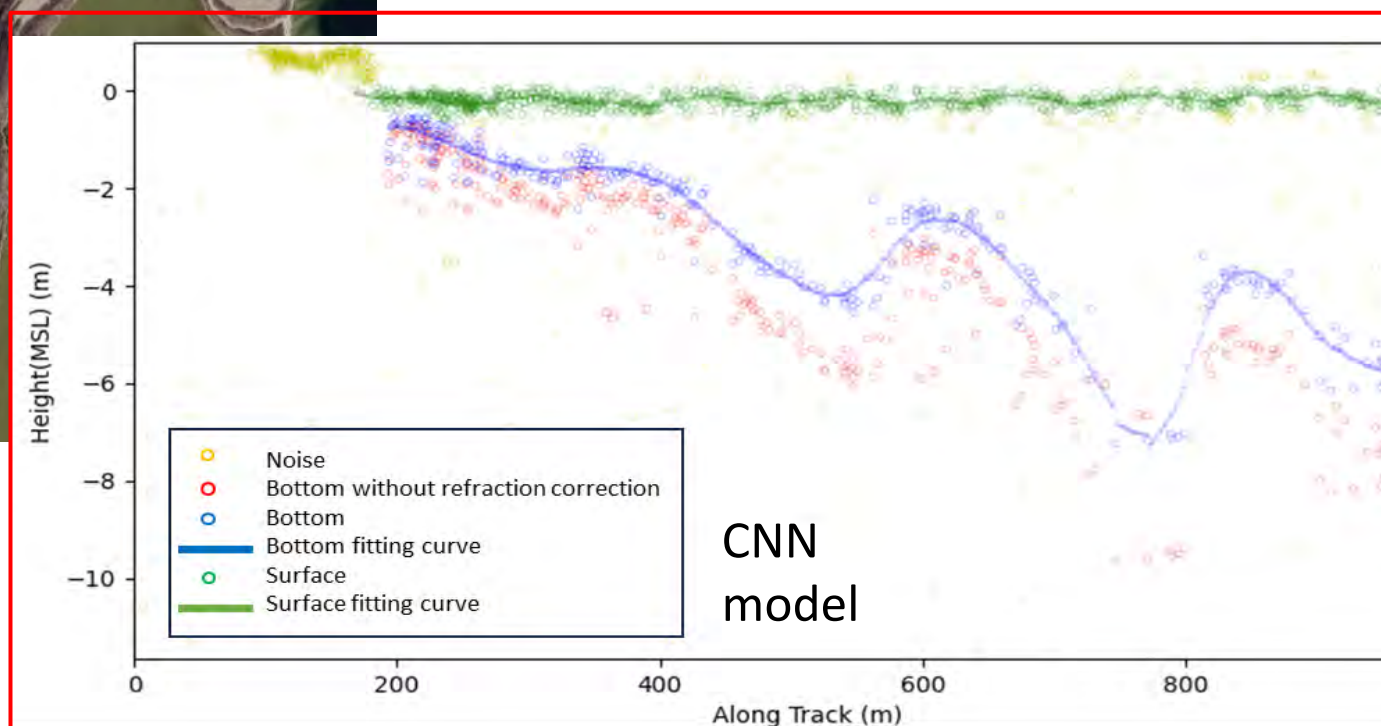 0
−2
−4
−6
−8
−10
Height(MSL) (m)
Noise
Bottom without refraction correction
Bottom
Bottom fitting curve
Surface
Surface fitting curve
CNN
model
0 200 400 600 800
Along Track (m)